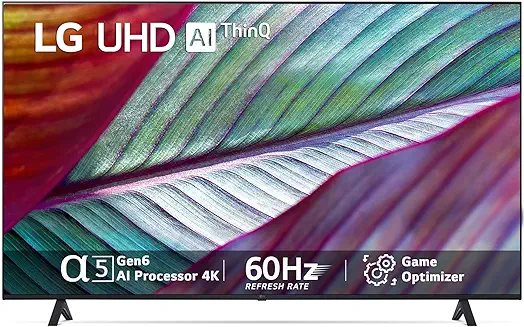 LG UHD AI ThinQ
α5 Gen6
AI Processor 4K
60Hz
REFRESH RATE
Game
Optimizer